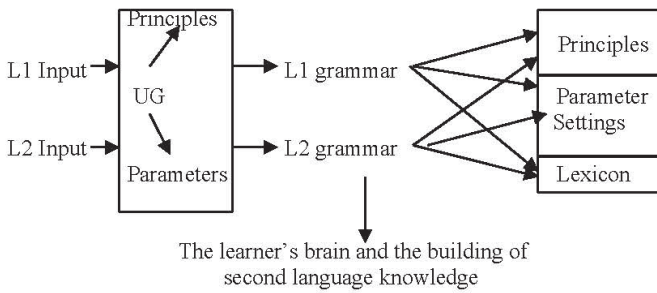 Principles
L1 Input
UG
L2 Input
Parameters
L1 grammar
L2 grammar
Principles
Parameter
Settings
Lexicon
The learner's brain and the building of
second language knowledge